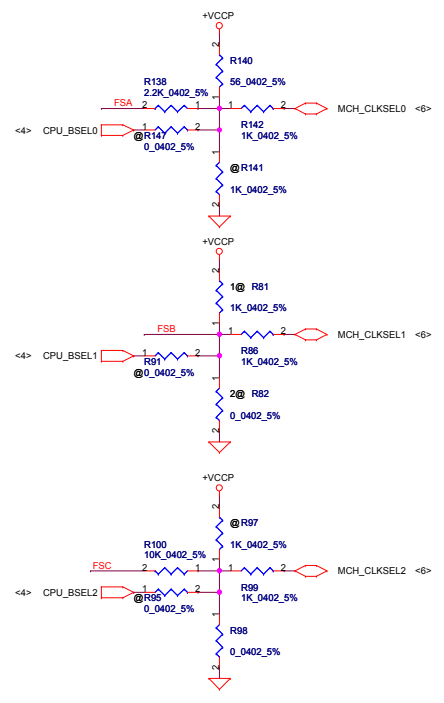 +VCCP
2
R140
56_0402_5%
R138
2.2K_0402_5%
1
FSA 2 1 1 2 MCH_CLKSEL0 <6>
R142
1K_0402_5%
<4> CPU_BSEL0 1 2
@R147
0_0402_5%
1
@R141
1K_0402_5%
2
+VCCP
2
1@ R81
1K_0402_5%
1
FSB 1 2 MCH_CLKSEL1 <6>
R86
1K_0402_5%
<4> CPU_BSEL1 1 2
R91
@0_0402_5%
1
2@ R82
0_0402_5%
2
+VCCP
2
@R97
1K_0402_5%
R100
10K_0402_5%
1
FSC 2 1 1 2 MCH_CLKSEL2 <6>
R99
1K_0402_5%
<4> CPU_BSEL2 1 2
@R95
0_0402_5%
1
R98
0_0402_5%
2